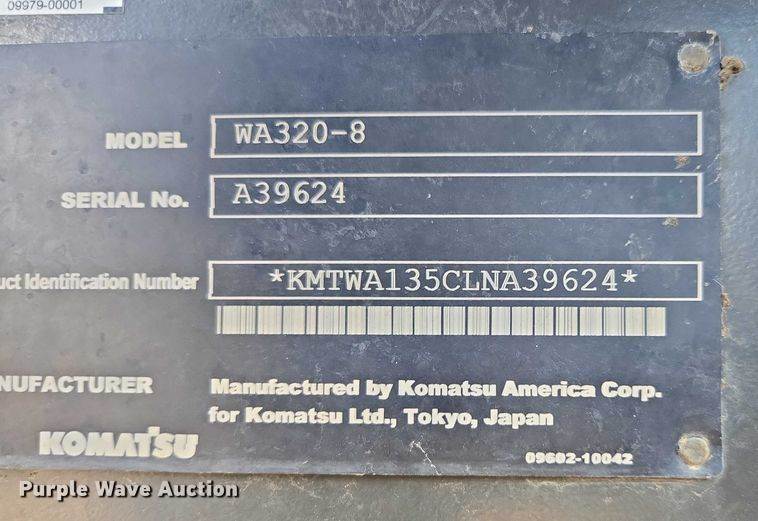 09979-00001
MODEL WA320-8
SERIAL No. A39624
uct Identification Number *KMTWA135CLNA39624*
NUFACTURER Manufactured by Komatsu America Corp.
for Komatsu Ltd., Tokyo, Japan
KOMATSU
09602-10042
Purple Wave Auction